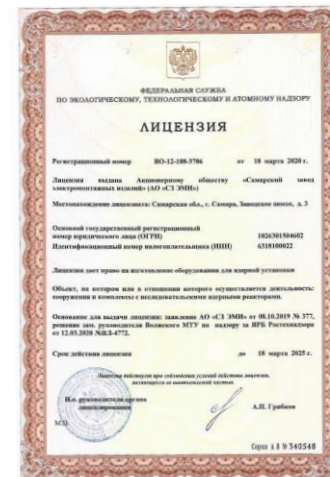 ФЕДЕРАЛЬНАЯ СЛУЖБА
ПО ЭКОЛОГИЧЕСКОМУ, ТЕХНОЛОГИЧЕСКОМУ И АТОМНОМУ НАДЗОРУ
ЛИЦЕНЗИЯ
Регистрационный номер ВО-12-108-3786 от 18 марта 2020 г.
Лицензия выдана Акционерному обществу «Самарский завод
электромонтажных изделий» (АО «СЗ ЭМИ»)
Местонахождение лицензиата: Самарская обл., г. Самара, Заводское шоссе, д. 3
Основной государственный регистрационный
номер юридического лица (ОГРН) 1026301504602
Идентификационный номер налогоплательщика (ИНН) 6318100022
Лицензия дает право на изготовление оборудования для ядерной установки
Объект, на котором или в отношении которого осуществляется деятельность:
сооружения и комплексы с исследовательскими ядерными реакторами.
Основание для выдачи лицензии: заявление АО «СЗ ЭМИ» от 08.10.2019 № 377,
решение зам. руководителя Волжского МТУ по надзору за ЯРБ Ростехнадзора
от 12.03.2020 №ВЛ-4772.
Срок действия лицензии до 18 марта 2025 г.
Лицензия действует при соблюдении условий действия лицензии,
являющихся ее неотъемлемой частью.
И.о. руководителя органа
лицензирования А.П. Грибков
М.П.
Серия А В № 340548